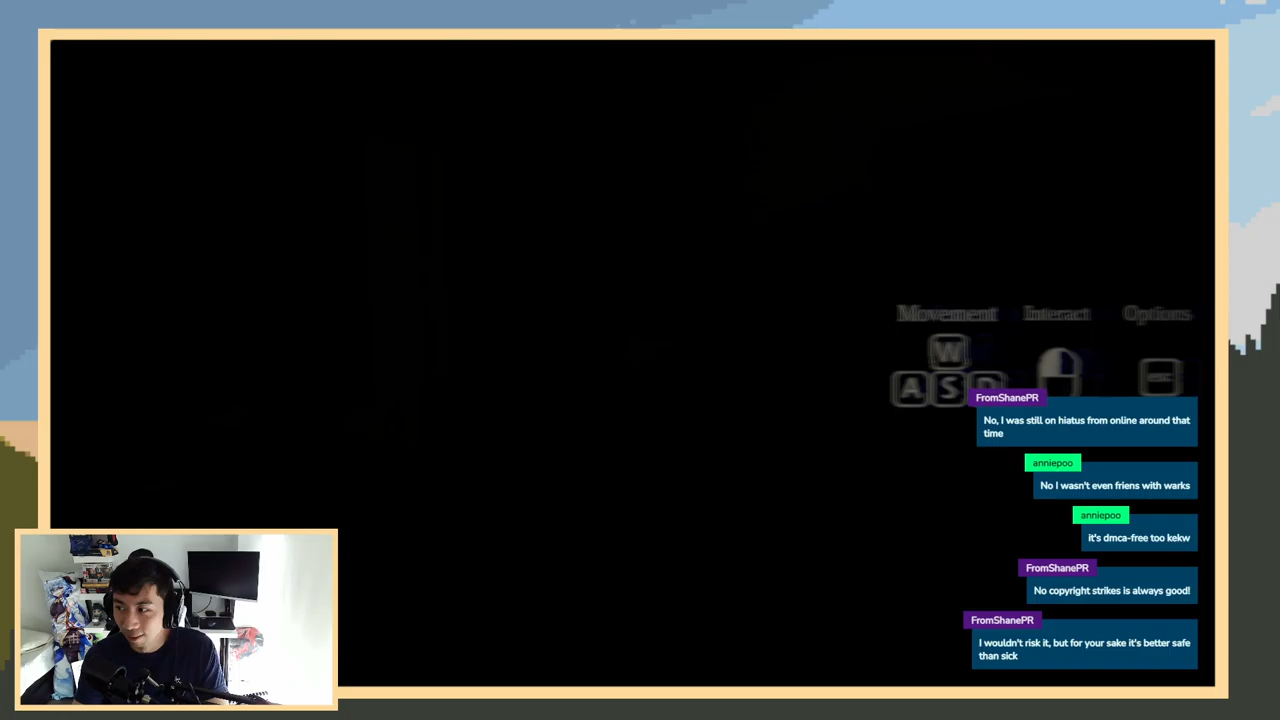 Movement Interact Options
W
A S D
FromShanePR
No, I was still on hiatus from online around that
time
anniepoo
No I wasn't even friens with warks
anniepoo
it's dmca-free too kekw
FromShanePR
No copyright strikes is always good!
FromShanePR
I wouldn't risk it, but for your sake it's better safe
than sick